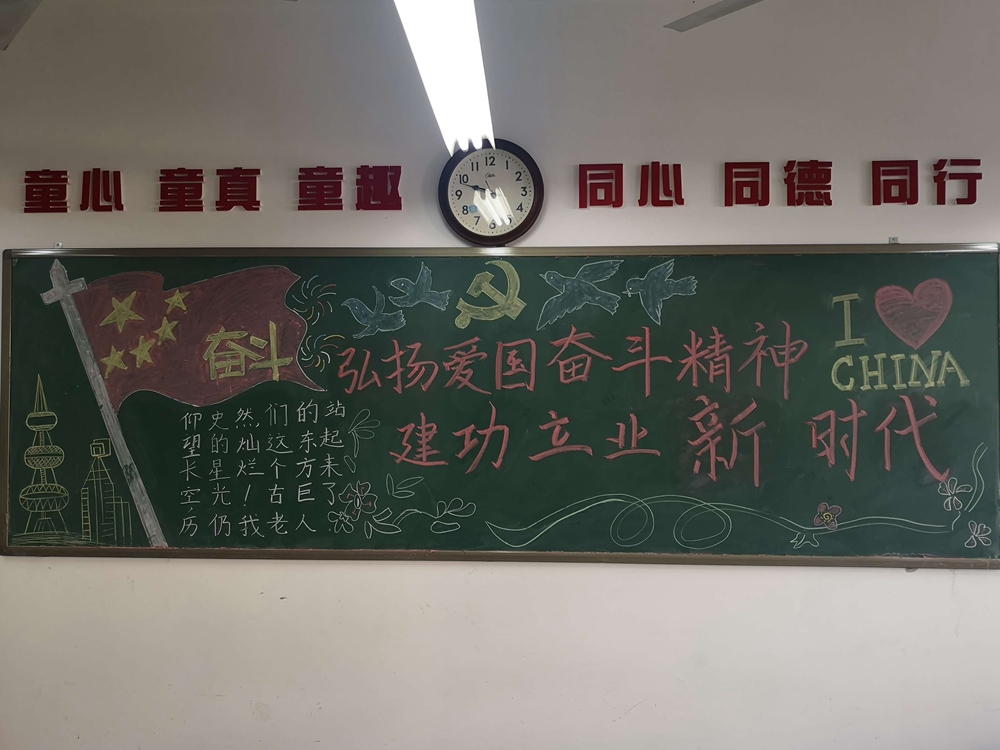 童心 童真 童趣
同心 同德 同行
奋斗
弘扬爱国奋斗精神
建功立业新时代
I
CHINA
仰望长空,历
史的星光仍
然,灿烂!我
们这个古老
的东方巨人
站起来了